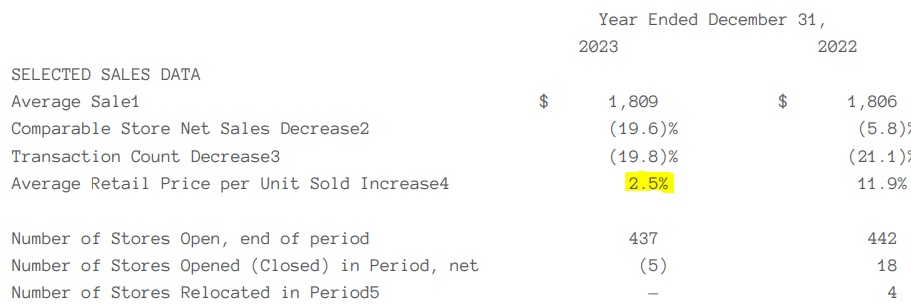 Year Ended December 31,
2023 2022
SELECTED SALES DATA
Average Sale1 $ 1,809 $ 1,806
Comparable Store Net Sales Decrease2 (19.6)% (5.8)%
Transaction Count Decrease3 (19.8)% (21.1)%
Average Retail Price per Unit Sold Increase4 2.5% 11.9%
Number of Stores Open, end of period 437 442
Number of Stores Opened (Closed) in Period, net (5) 18
Number of Stores Relocated in Period5 — 4